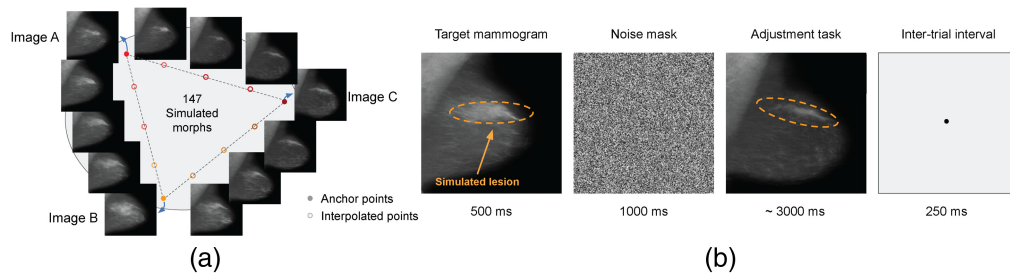 Image A
147
Simulated
morphs
Image C
Image B
Anchor points
Interpolated points
(a)
Target mammogram
Noise mask
Adjustment task
Inter-trial interval
Simulated lesion
500 ms
1000 ms
~ 3000 ms
250 ms
(b)